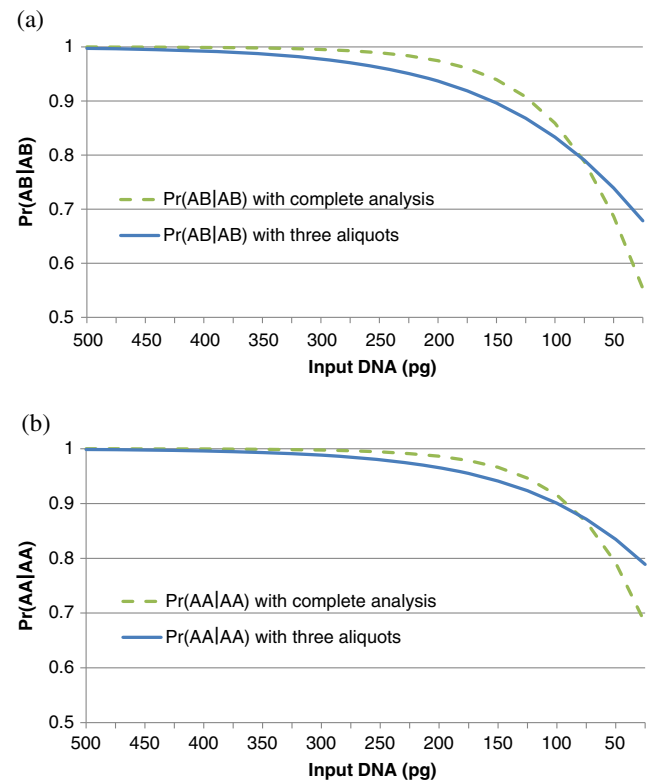 (a)
1
0.9
0.8
0.7
0.6
0.5
Pr(AB|AB)
Pr(AB|AB) with complete analysis
Pr(AB|AB) with three aliquots
500 450 400 350 300 250 200 150 100 50
Input DNA (pg)
(b)
1
0.9
0.8
0.7
0.6
0.5
Pr(AA|AA)
Pr(AA|AA) with complete analysis
Pr(AA|AA) with three aliquots
500 450 400 350 300 250 200 150 100 50
Input DNA (pg)